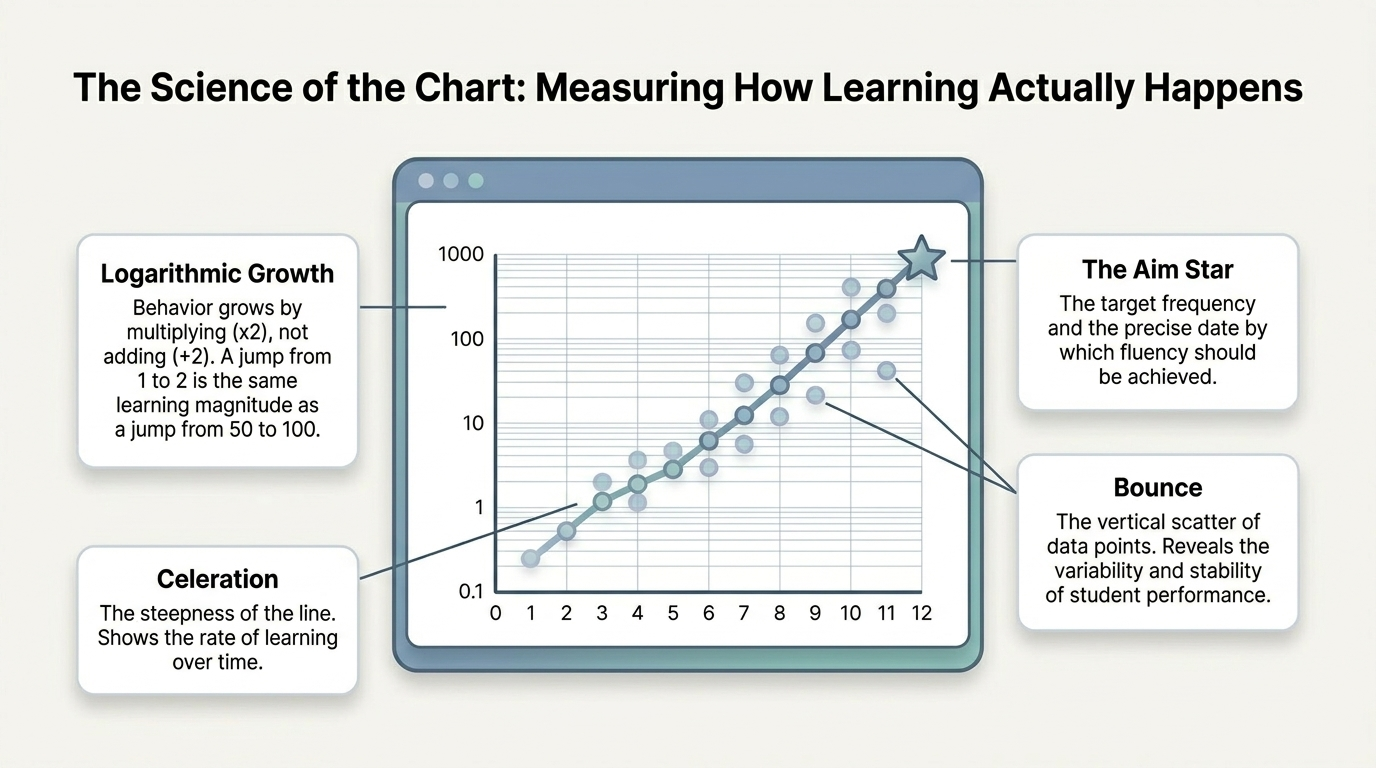 The Science of the Chart: Measuring How Learning Actually Happens
Logarithmic Growth
Behavior grows by
multiplying (x2), not
adding (+2). A jump from
1 to 2 is the same
learning magnitude as
a jump from 50 to 100.
Celeration
The steepness of the line.
Shows the rate of learning
over time.
1000
100
10
1
0.1
0 1 2 3 4 5 6 7 8 9 10 11 12
The Aim Star
The target frequency
and the precise date by
which fluency should
be achieved.
Bounce
The vertical scatter of
data points. Reveals the
variability and stability
of student performance.